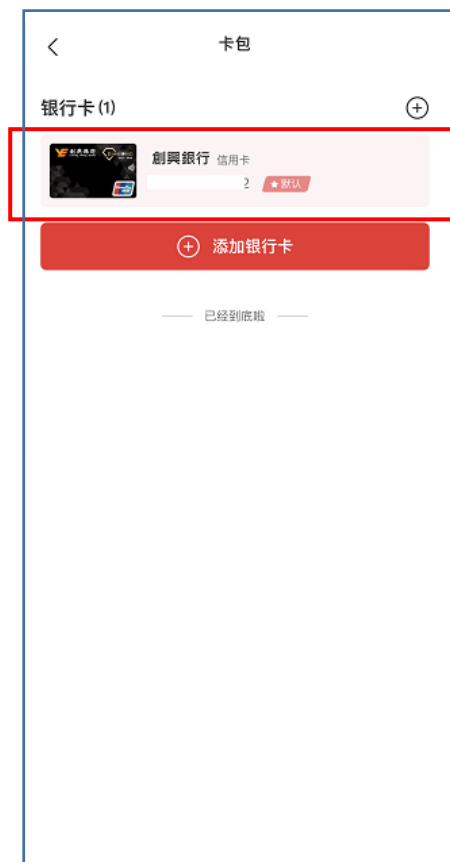 卡包
银行卡(1)
創興銀行 信用卡
2 ★默认
添加银行卡
已经到底啦